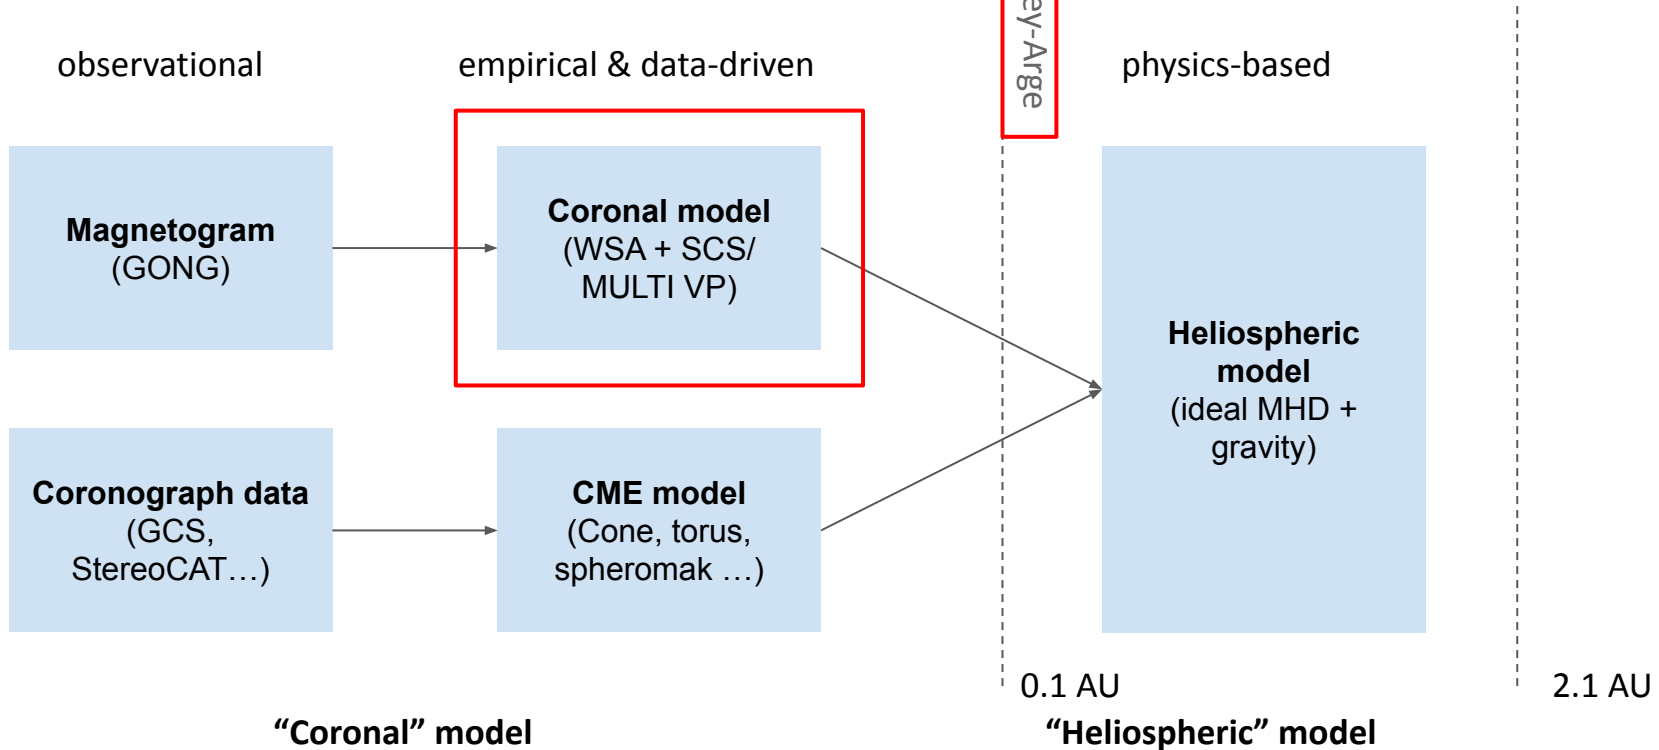 observational
empirical & data-driven
ey-Arge
physics-based
Magnetogram
(GONG)
Coronal model
(WSA + SCS/
MULTI VP)
Heliospheric
model
(ideal MHD +
gravity)
Coronograph data
(GCS,
StereoCAT…)
CME model
(Cone, torus,
spheromak …)
0.1 AU
2.1 AU
“Coronal” model
“Heliospheric” model